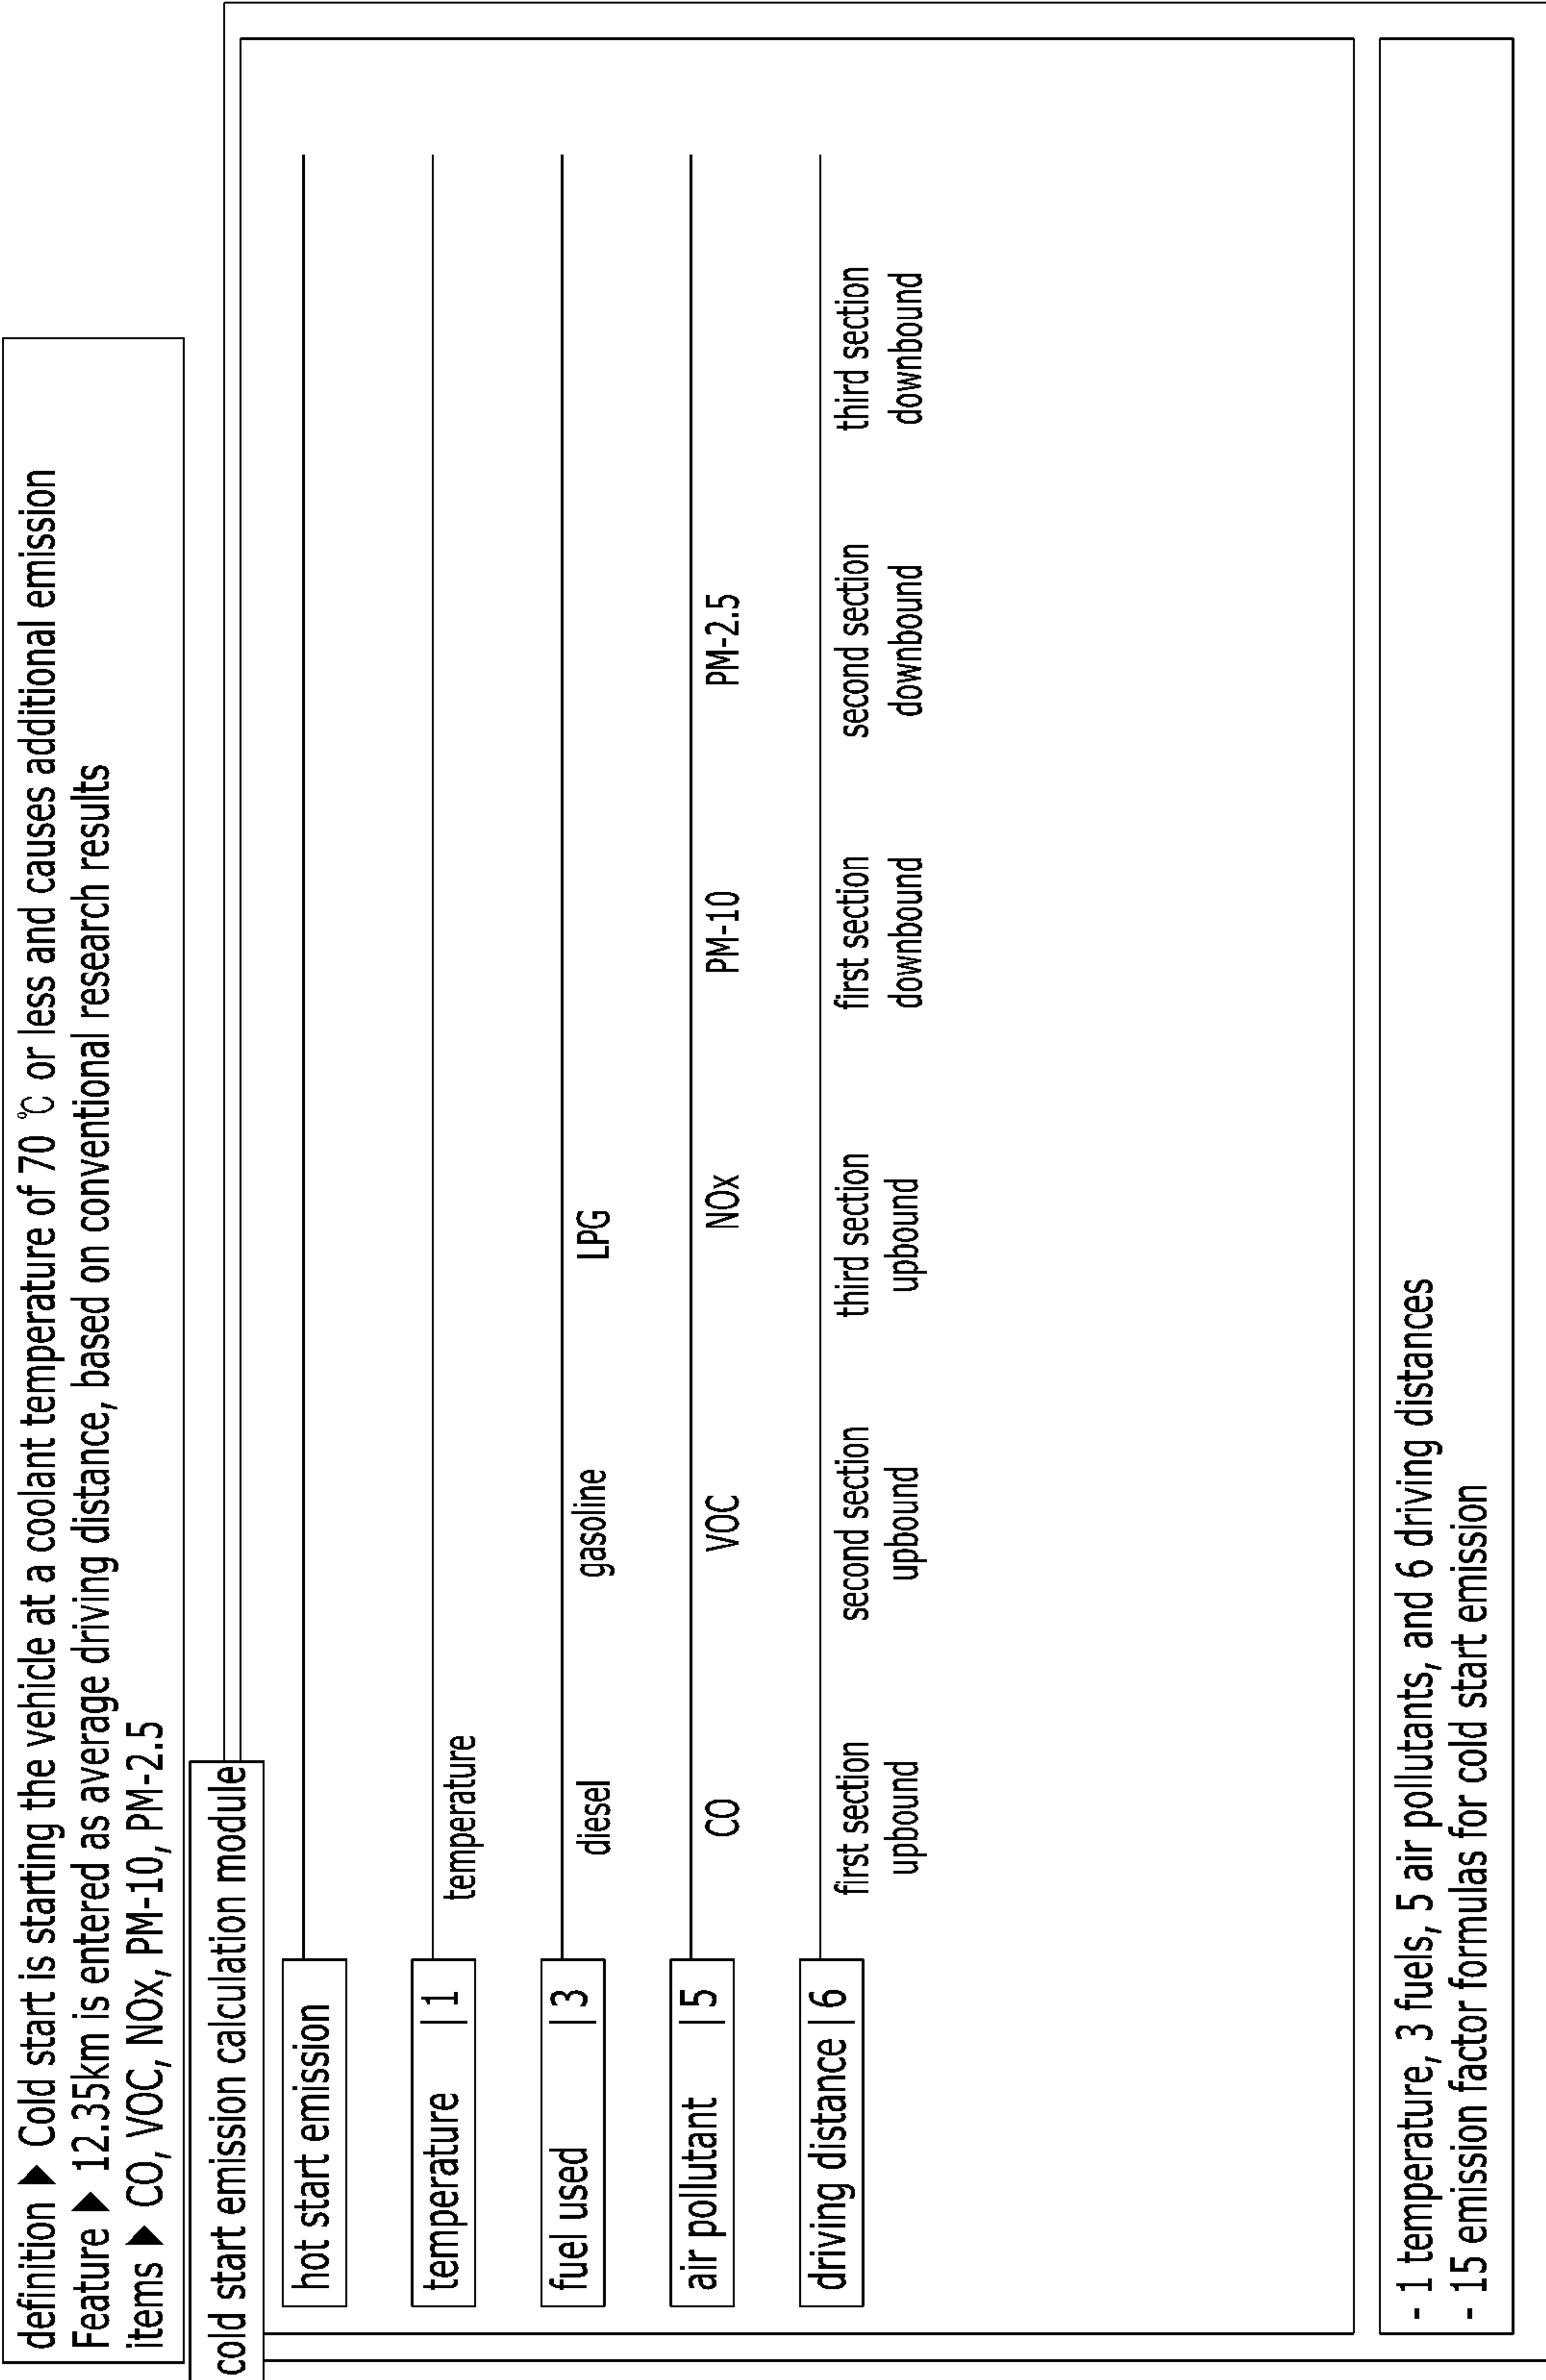 definition ▶ Cold start is starting the vehicle at a coolant temperature of 70 ℃ or less and causes additional emission
Feature ▶ 12.35km is entered as average driving distance, based on conventional research results
items ▶ CO, VOC, NOx, PM-10, PM-2.5
cold start emission calculation module
hot start emission
temperature | 1
temperature
fuel used | 3
diesel gasoline LPG
air pollutant | 5
CO VOC NOx PM-10 PM-2.5
driving distance | 6
first section second section third section first section second section third section
upbound upbound upbound downbound downbound downbound
- 1 temperature, 3 fuels, 5 air pollutants, and 6 driving distances
- 15 emission factor formulas for cold start emission